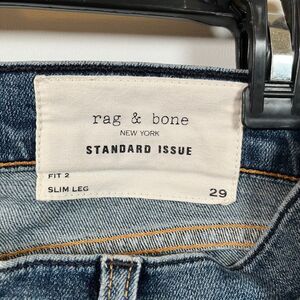 rag & bone
NEW YORK
STANDARD ISSUE
FIT 2
SLIM LEG 29